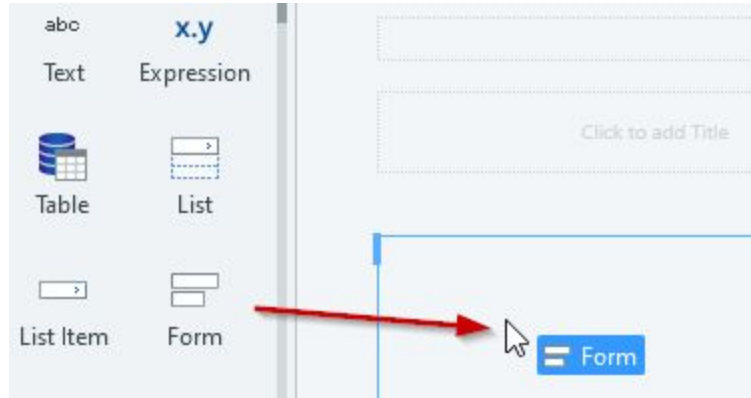 abc
x.y
Text
Expression
Click to add Title
Table
List
List Item
Form
Form